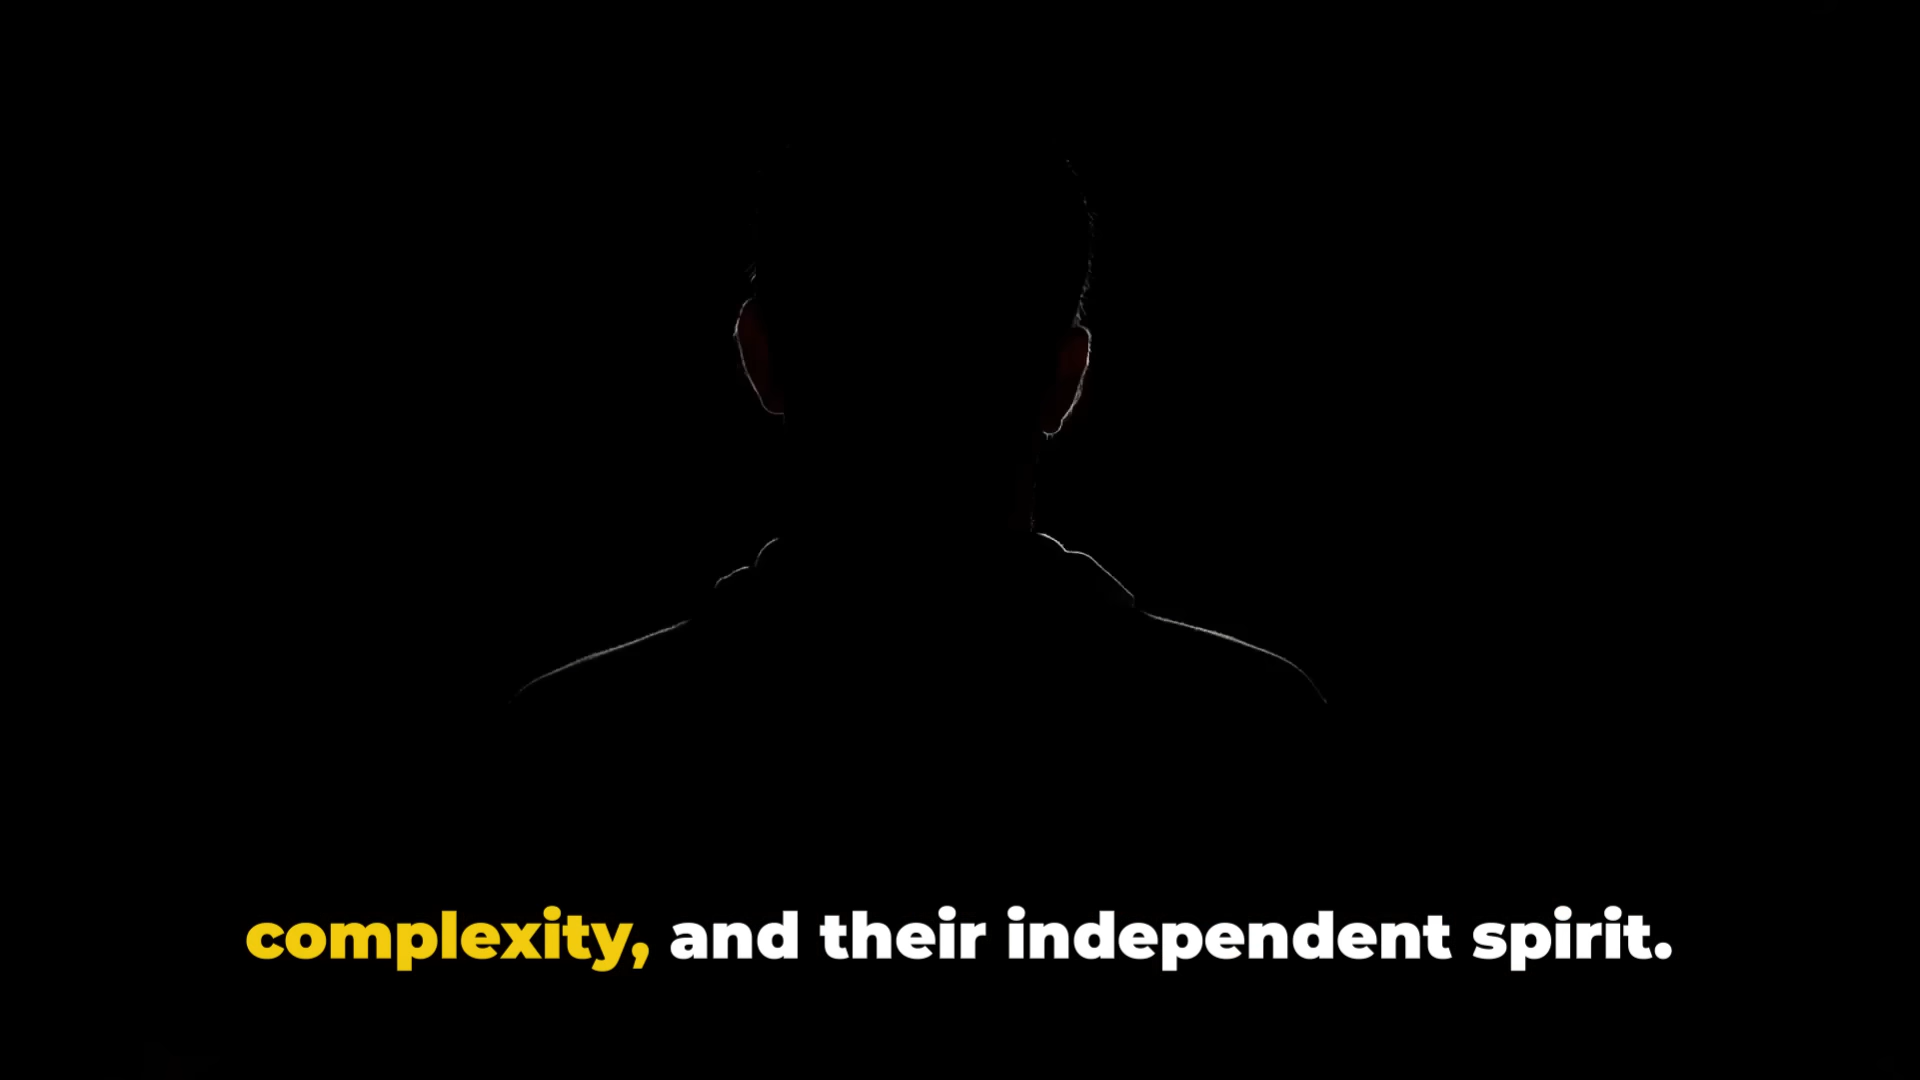 complexity, and their independent spirit.